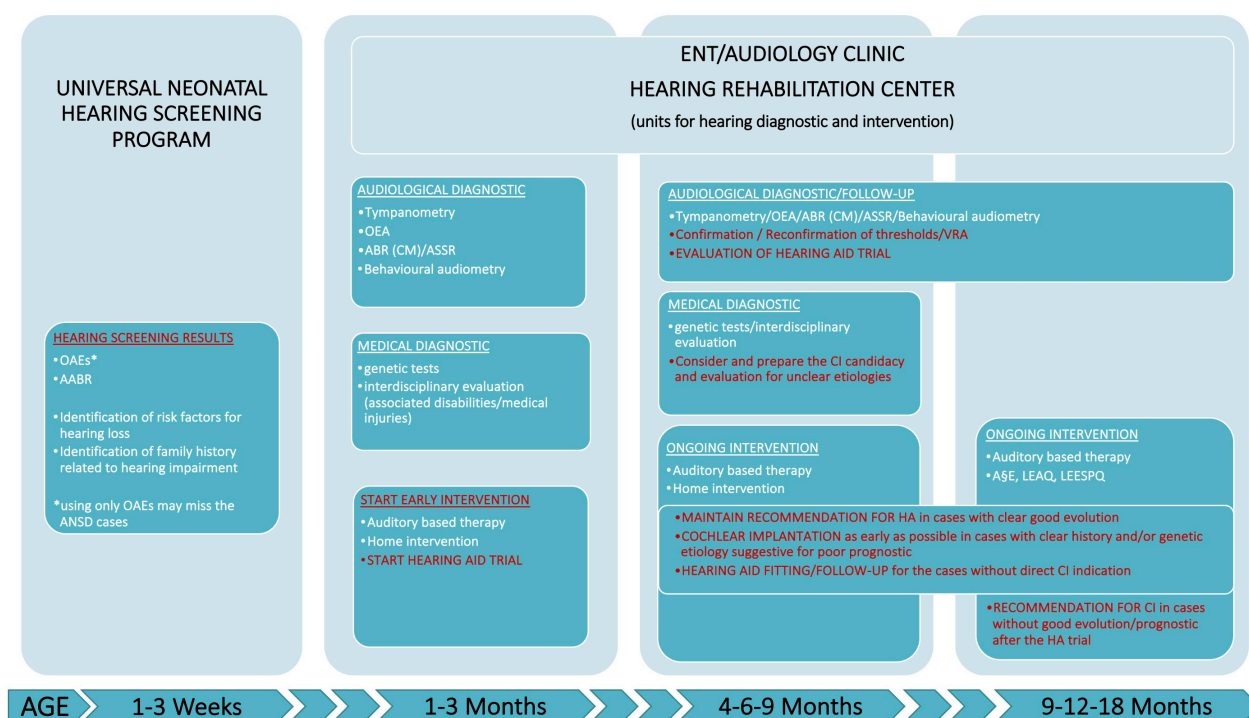 UNIVERSAL NEONATAL
HEARING SCREENING
PROGRAM
HEARING SCREENING RESULTS
•OAEs*
•AABR
•Identification of risk factors for
hearing loss
•Identification of family history
related to hearing impairment
*using only OAEs may miss the
ANSD cases
ENT/AUDIOLOGY CLINIC
HEARING REHABILITATION CENTER
(units for hearing diagnostic and intervention)
AUDIOLOGICAL DIAGNOSTIC
•Tympanometry
•OEA
•ABR (CM)/ASSR
•Behavioural audiometry
MEDICAL DIAGNOSTIC
•genetic tests
•interdisciplinary evaluation
(associated disabilities/medical
injuries)
START EARLY INTERVENTION
•Auditory based therapy
•Home intervention
•START HEARING AID TRIAL
AUDIOLOGICAL DIAGNOSTIC/FOLLOW-UP
•Tympanometry/OEA/ABR (CM)/ASSR/Behavioural audiometry
•Confirmation / Reconfirmation of thresholds/VRA
•EVALUATION OF HEARING AID TRIAL
MEDICAL DIAGNOSTIC
•genetic tests/interdisciplinary
evaluation
•Consider and prepare the CI candidacy
and evaluation for unclear etiologies
ONGOING INTERVENTION
•Auditory based therapy
•Home intervention
ONGOING INTERVENTION
•Auditory based therapy
•A§E, LEAQ, LEESPQ
•MAINTAIN RECOMMENDATION FOR HA in cases with clear good evolution
•COCHLEAR IMPLANTATION as early as possible in cases with clear history and/or genetic
etiology suggestive for poor prognostic
•HEARING AID FITTING/FOLLOW-UP for the cases without direct CI indication
•RECOMMENDATION FOR CI in cases
without good evolution/prognostic
after the HA trial
AGE 1-3 Weeks 1-3 Months 4-6-9 Months 9-12-18 Months